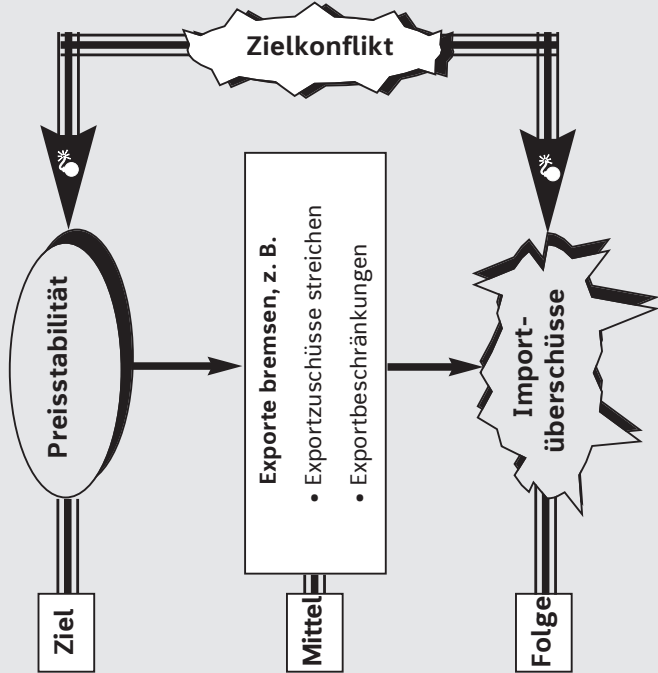 Zielkonflikt
Ziel
Preisstabilität
Mittel
Exporte bremsen, z. B.
• Exportzuschüsse streichen
• Exportbeschränkungen
Folge
Import-
überschüsse